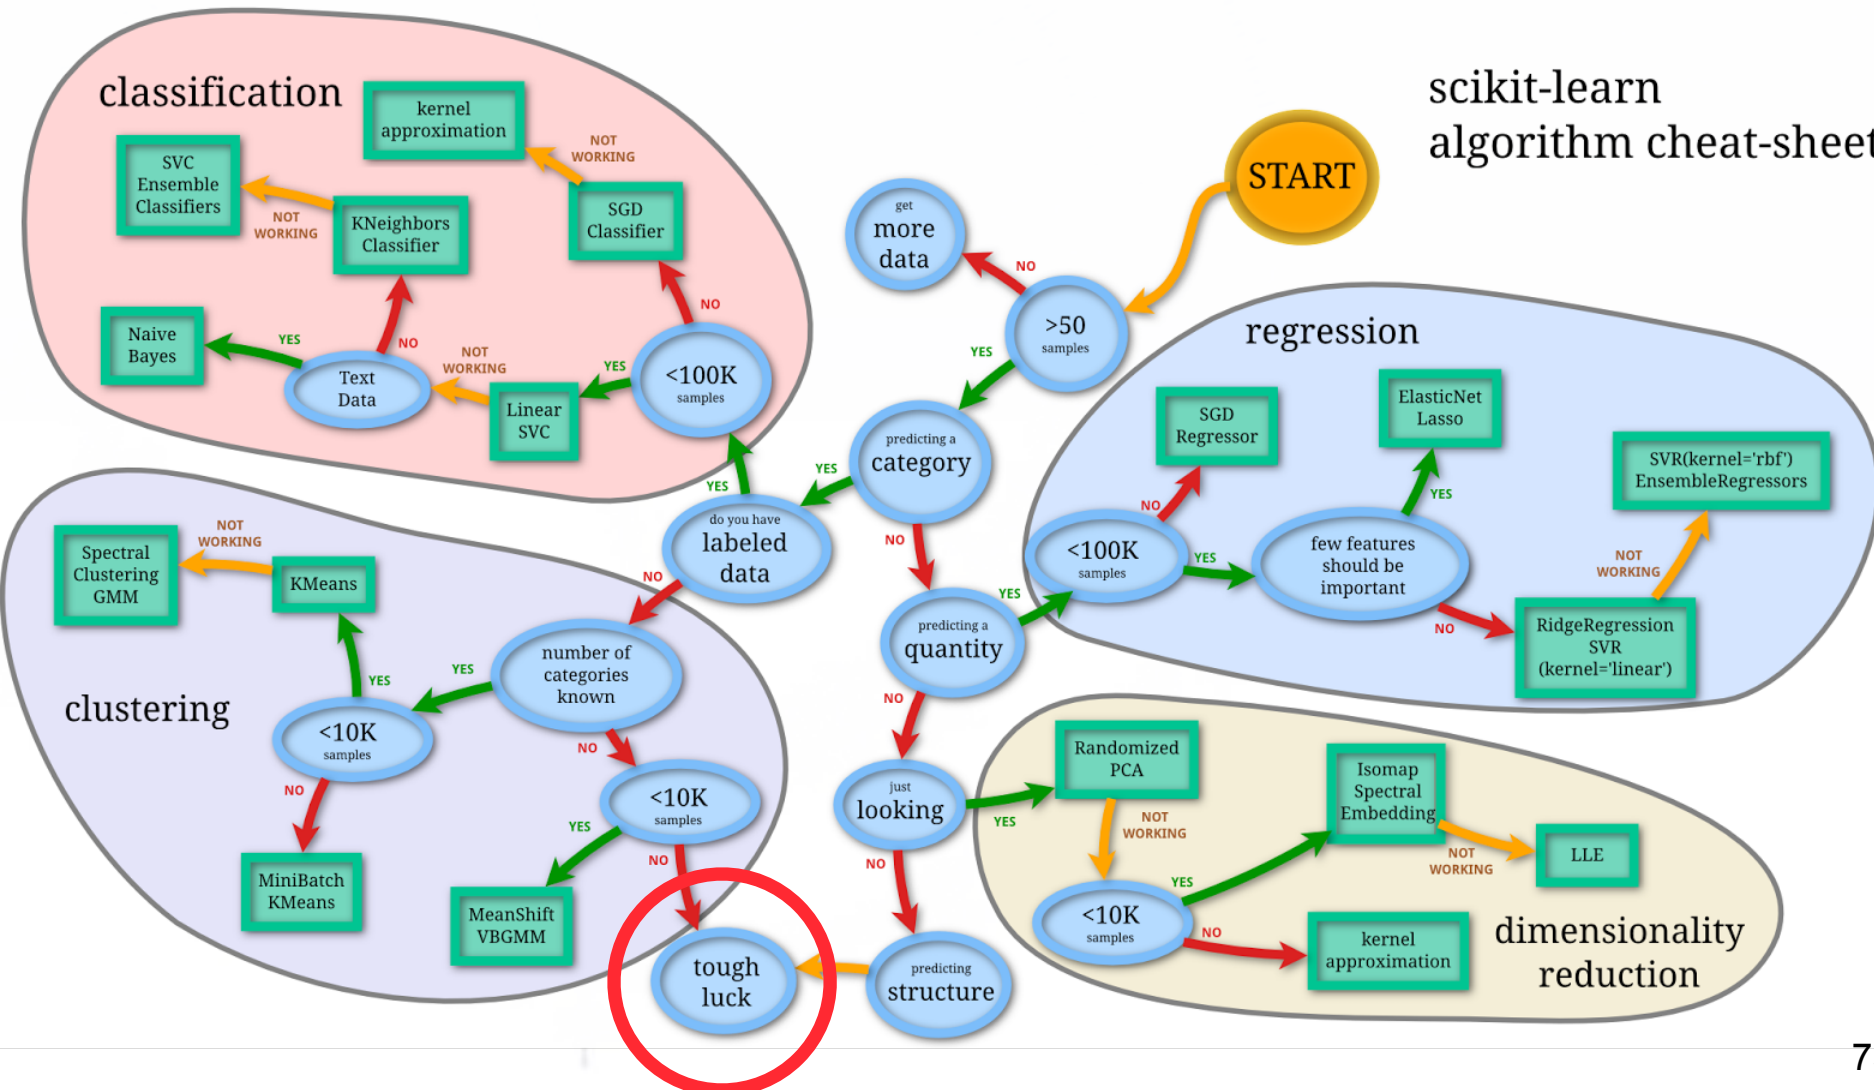 scikit-learn
algorithm cheat-sheet
START
get
more
data
NO
>50
samples
YES
predicting a
category
YES
NO
do you have
labeled
data
YES
NO
classification
kernel
approximation
NOT
WORKING
SVC
Ensemble
Classifiers
NOT
WORKING
KNeighbors
Classifier
SGD
Classifier
NO
Naive
Bayes
YES
NO
Text
Data
NOT
WORKING
Linear
SVC
YES
<100K
samples
clustering
Spectral
Clustering
GMM
NOT
WORKING
KMeans
YES
<10K
samples
YES
number of
categories
known
NO
NO
MiniBatch
KMeans
<10K
samples
YES
MeanShift
VBGMM
NO
tough
luck
predicting a
quantity
YES
NO
just
looking
YES
NO
predicting
structure
regression
SGD
Regressor
NO
ElasticNet
Lasso
YES
SVR(kernel='rbf')
EnsembleRegressors
<100K
samples
YES
few features
should be
important
NOT
WORKING
NO
RidgeRegression
SVR
(kernel='linear')
Randomized
PCA
NOT
WORKING
Isomap
Spectral
Embedding
NOT
WORKING
LLE
YES
<10K
samples
NO
kernel
approximation
dimensionality
reduction
7